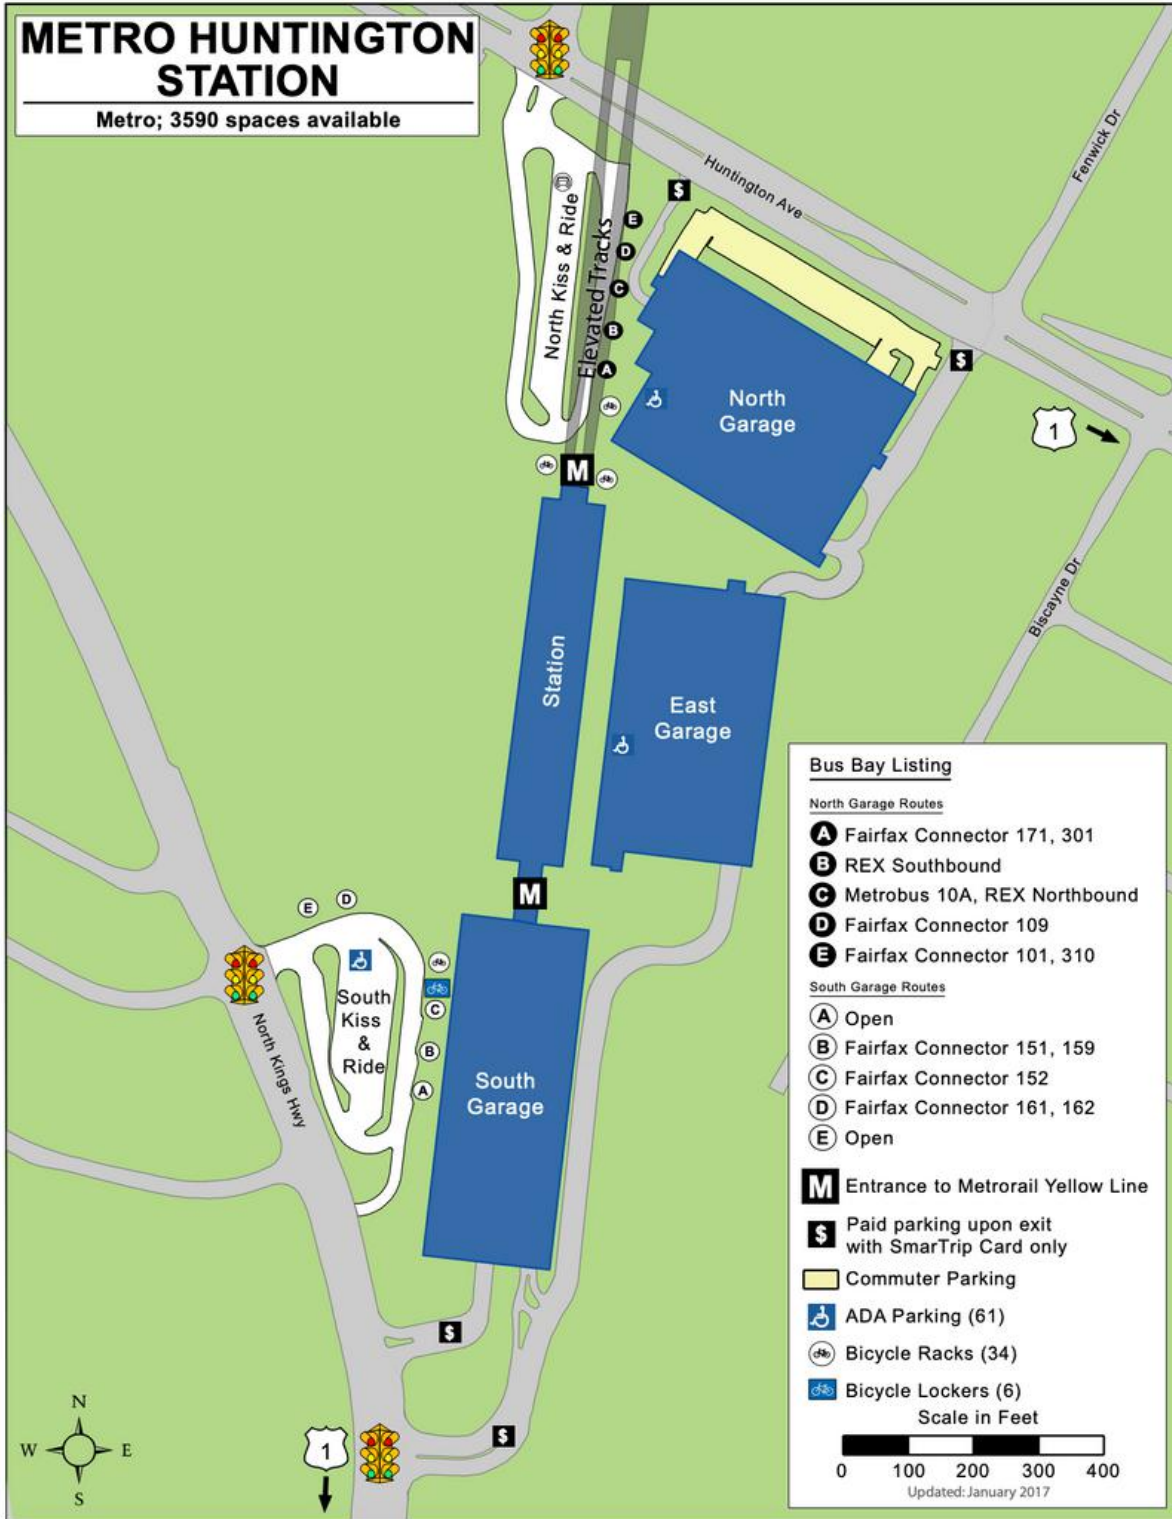 METRO HUNTINGTON
STATION
Metro; 3590 spaces available
Huntington Ave
Fenwick Dr
$
North Kiss & Ride
Elevated Tracks
E
D
C
B
A
$
North
Garage
1
M
Biscayne Dr
Station
East
Garage
M
E
D
South
Kiss
&
Ride
C
B
A
North Kings Hwy
South
Garage
$
$
1
N
W
E
S
Bus Bay Listing
North Garage Routes
A Fairfax Connector 171, 301
B REX Southbound
C Metrobus 10A, REX Northbound
D Fairfax Connector 109
E Fairfax Connector 101, 310
South Garage Routes
A Open
B Fairfax Connector 151, 159
C Fairfax Connector 152
D Fairfax Connector 161, 162
E Open
M Entrance to Metrorail Yellow Line
$ Paid parking upon exit
with SmarTrip Card only
Commuter Parking
ADA Parking (61)
Bicycle Racks (34)
Bicycle Lockers (6)
Scale in Feet
0 100 200 300 400
Updated: January 2017